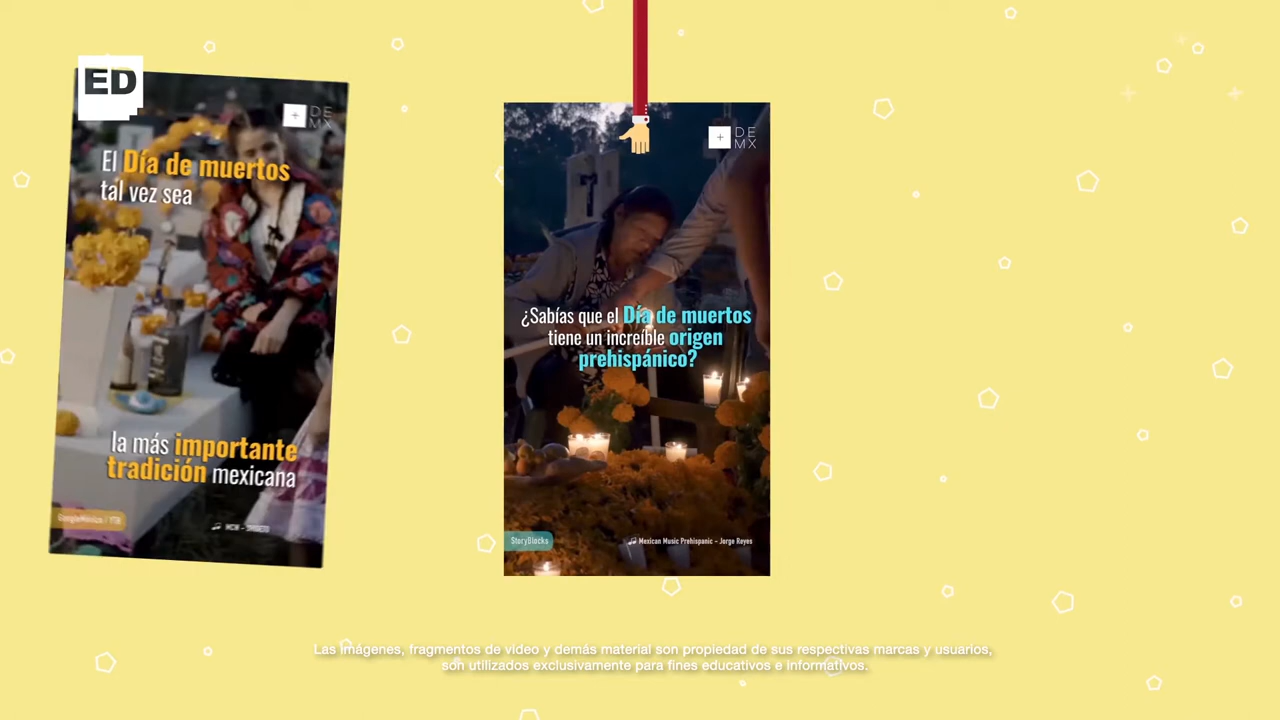 ED
+ DE
MX
El Día de muertos
tal vez sea
la más importante
tradición mexicana
GoogleMéxico / YTB
+ DE
MX
¿Sabías que el Día de muertos
tiene un increíble origen
prehispánico?
StoryBlocks
Mexican Music Prehispanic - Jorge Reyes
Las imágenes, fragmentos de video y demás material son propiedad de sus respectivas marcas y usuarios,
son utilizados exclusivamente para fines educativos e informativos.